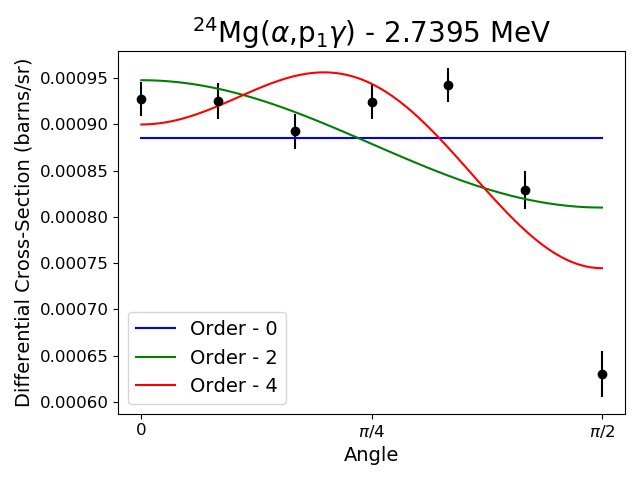 ²⁴Mg(α,p₁γ) - 2.7395 MeV
Differential Cross-Section (barns/sr)
0.00095
0.00090
0.00085
0.00080
0.00075
0.00070
0.00065
0.00060
Order - 0
Order - 2
Order - 4
0
π/4
π/2
Angle